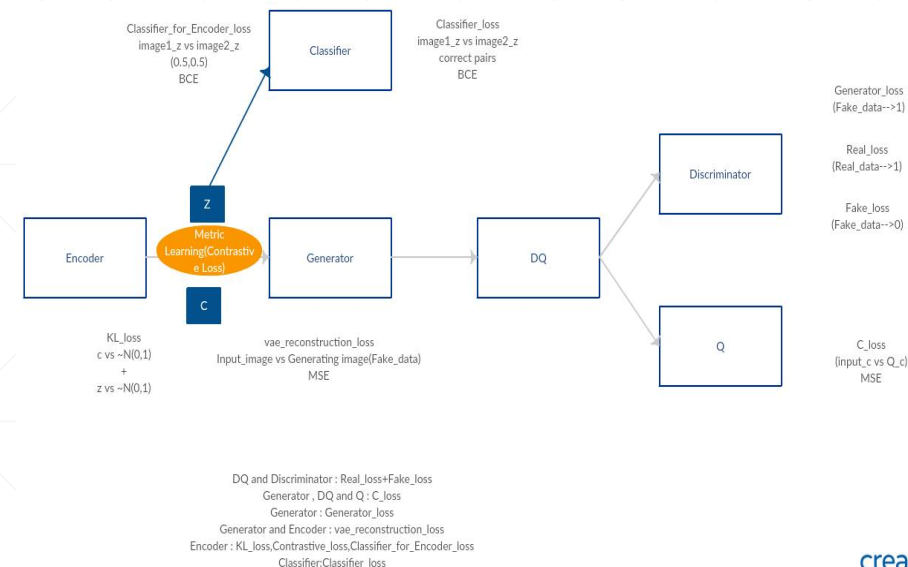 Classifier_for_Encoder_loss
image1_z vs image2_z
(0.5,0.5)
BCE
Classifier
Classifier_loss
image1_z vs image2_z
correct pairs
BCE
Generator_loss
(Fake_data-->1)
Real_loss
(Real_data-->1)
Fake_loss
(Fake_data-->0)
Discriminator
Z
Metric
Learning(Contrastiv
e Loss)
Encoder
Generator
DQ
C
Q
KL_loss
c vs ~N(0,1)
+
z vs ~N(0,1)
vae_reconstruction_loss
Input_image vs Generating image(Fake_data)
MSE
C_loss
(input_c vs Q_c)
MSE
DQ and Discriminator : Real_loss+Fake_loss
Generator , DQ and Q : C_loss
Generator : Generator_loss
Generator and Encoder : vae_reconstruction_loss
Encoder : KL_loss,Contrastive_loss,Classifier_for_Encoder_loss
Classifier:Classifier_loss
crea